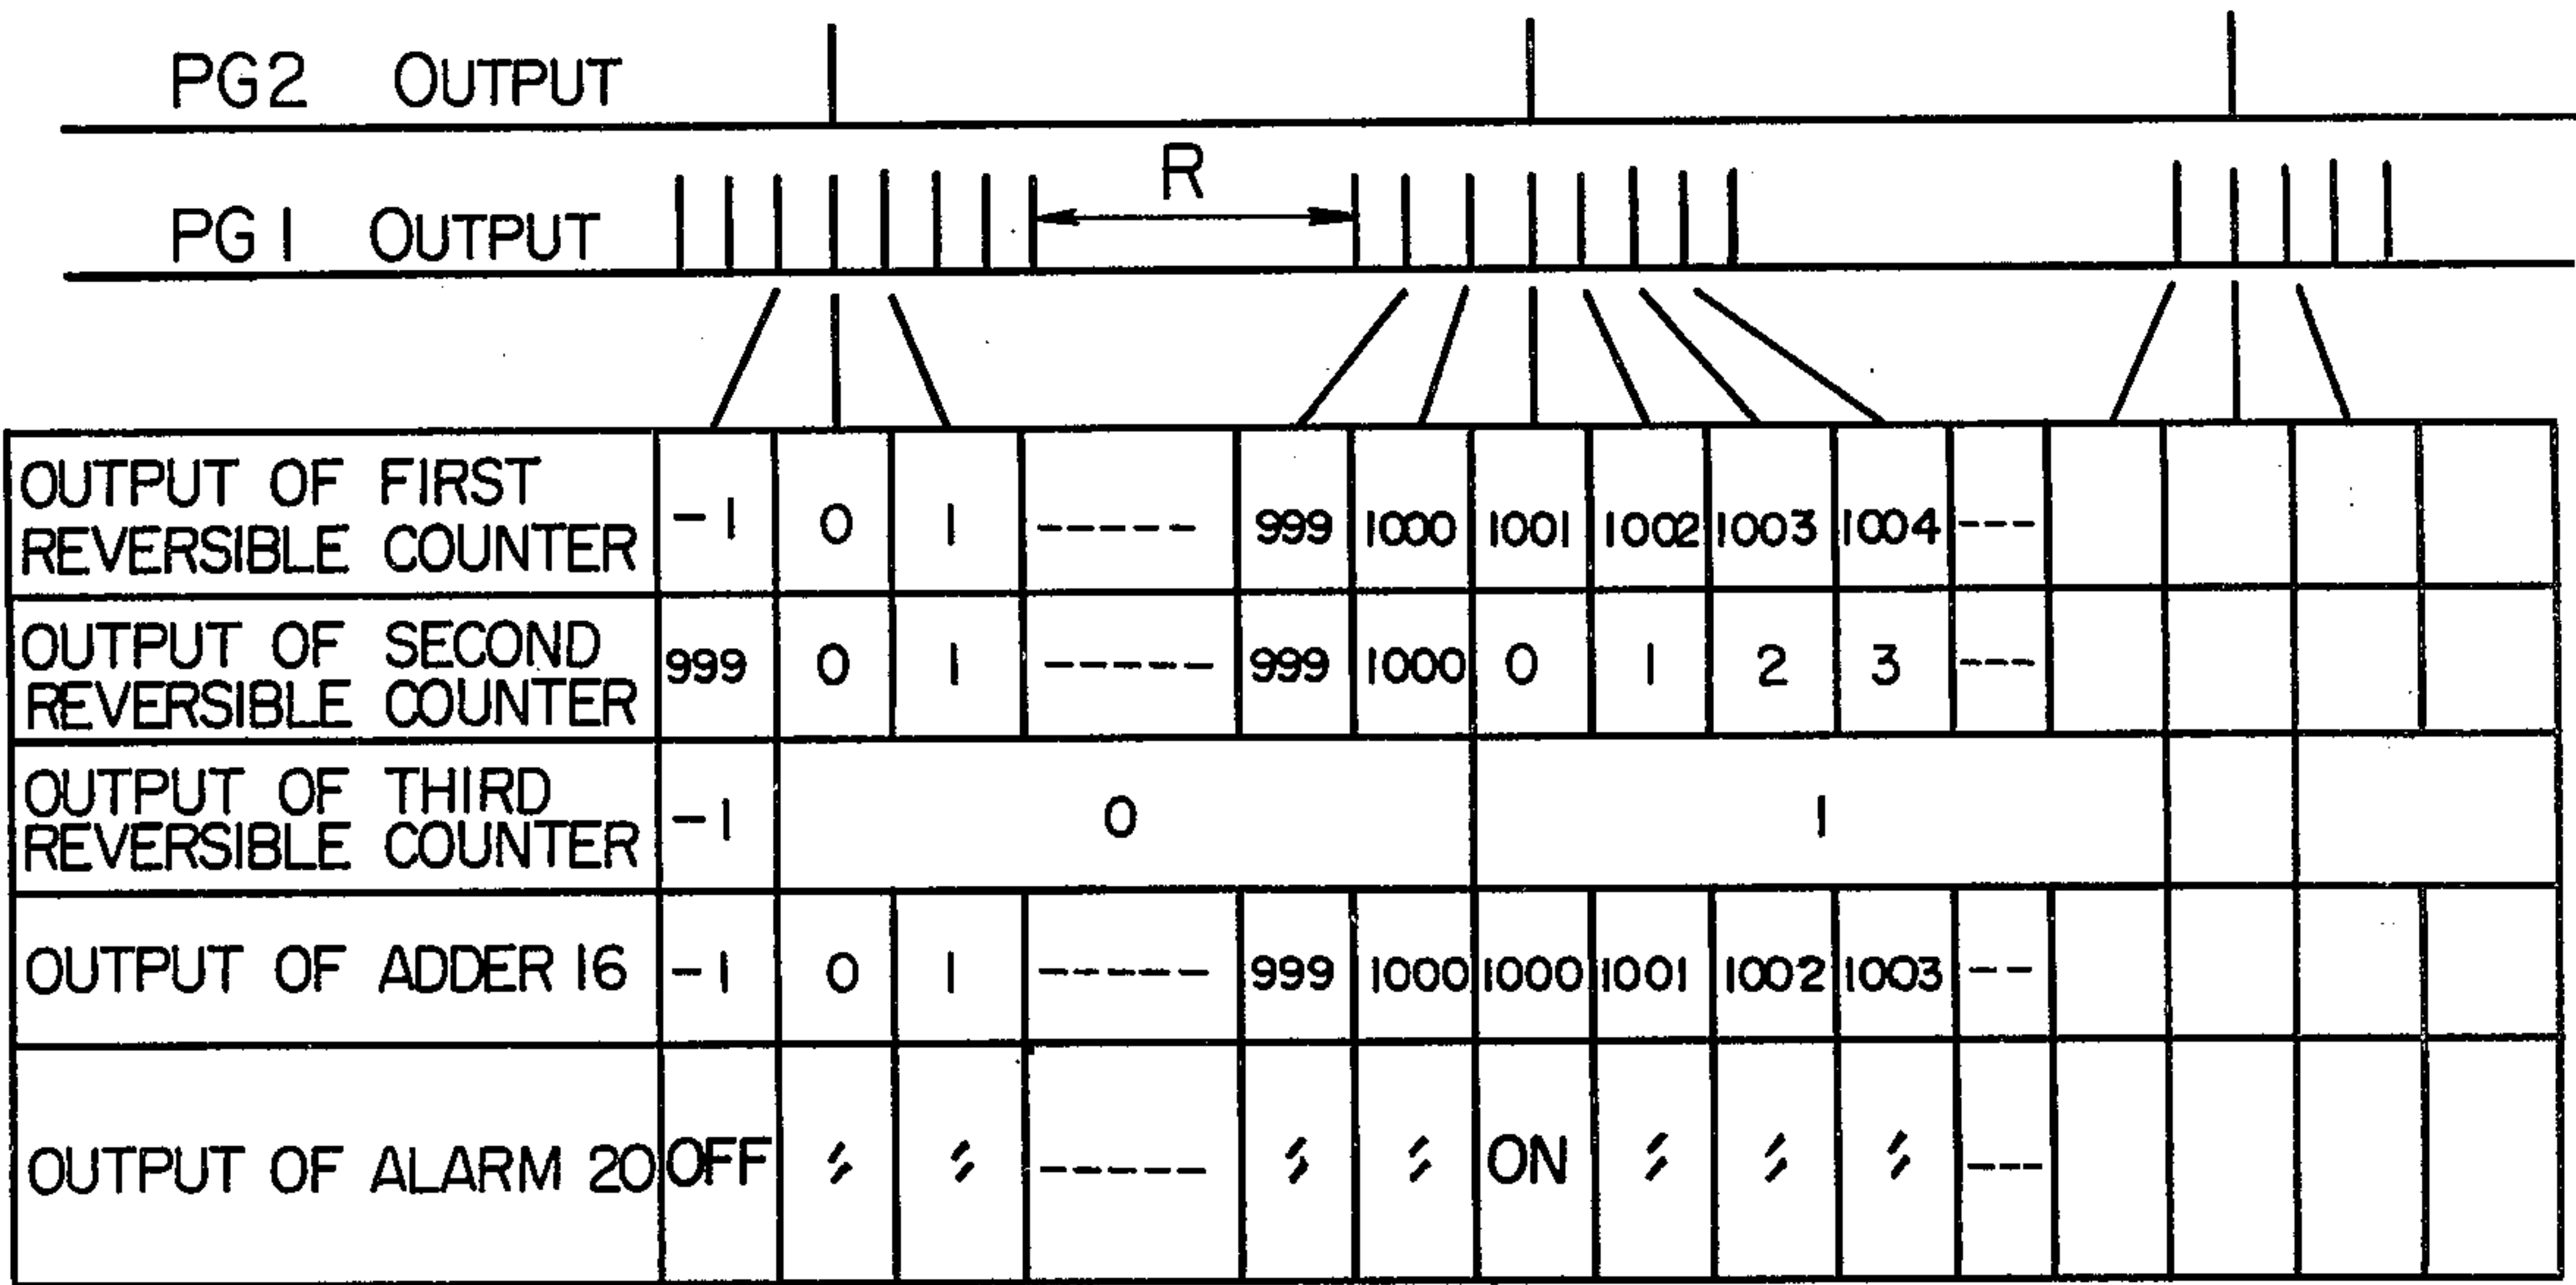 PG2 OUTPUT
R
PG1 OUTPUT
OUTPUT OF FIRST
REVERSIBLE COUNTER
-1 0 1 ----- 999 1000 1001 1002 1003 1004 ---
OUTPUT OF SECOND
REVERSIBLE COUNTER
999 0 1 ----- 999 1000 0 1 2 3 ---
OUTPUT OF THIRD
REVERSIBLE COUNTER
-1 0 1
OUTPUT OF ADDER 16 -1 0 1 ----- 999 1000 1000 1001 1002 1003 --
OUTPUT OF ALARM 20 OFF 〃 〃 ----- 〃 〃 ON 〃 〃 〃 ---